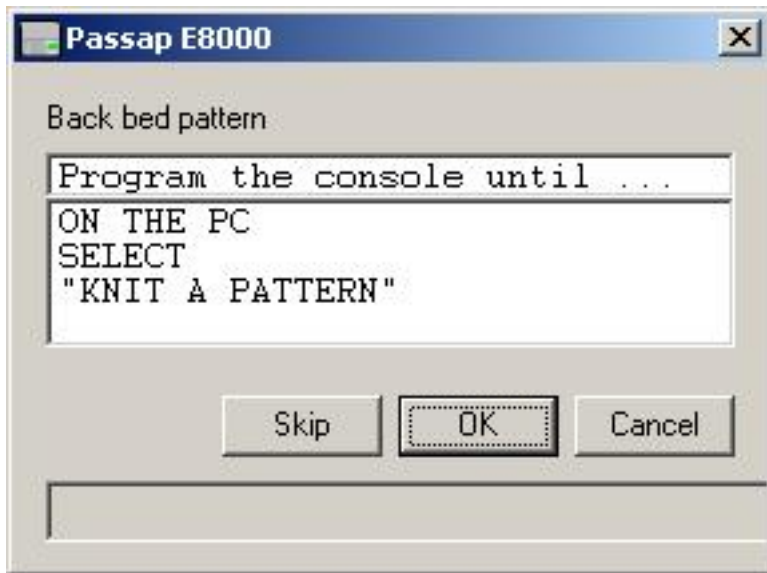 Passap E8000
Back bed pattern
Program the console until ...
ON THE PC
SELECT
"KNIT A PATTERN"
Skip OK Cancel